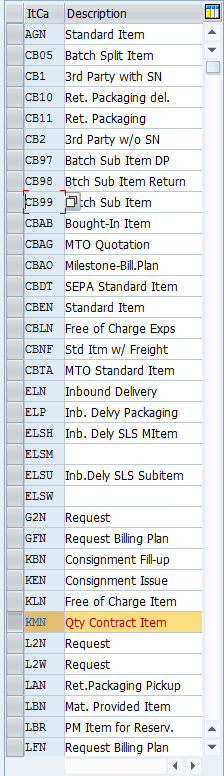 ItCa Description
AGN Standard Item
CB05 Batch Split Item
CB1 3rd Party with SN
CB10 Ret. Packaging del.
CB11 Ret. Packaging
CB2 3rd Party w/o SN
CB97 Batch Sub Item DP
CB98 Btch Sub Item Return
CB99 tch Sub Item
CBAB Bought-In Item
CBAG MTO Quotation
CBAO Milestone-Bill.Plan
CBDT SEPA Standard Item
CBEN Standard Item
CBLN Free of Charge Exps
CBNF Std Itm w/ Freight
CBTA MTO Standard Item
ELN Inbound Delivery
ELP Inb. Delvy Packaging
ELSH Inb. Dely SLS MItem
ELSM
ELSU Inb.Dely SLS Subitem
ELSW
G2N Request
GFN Request Billing Plan
KBN Consignment Fill-up
KEN Consignment Issue
KLN Free of Charge Item
KMN Qty Contract Item
L2N Request
L2W Request
LAN Ret.Packaging Pickup
LBN Mat. Provided Item
LBR PM Item for Reserv.
LFN Request Billing Plan